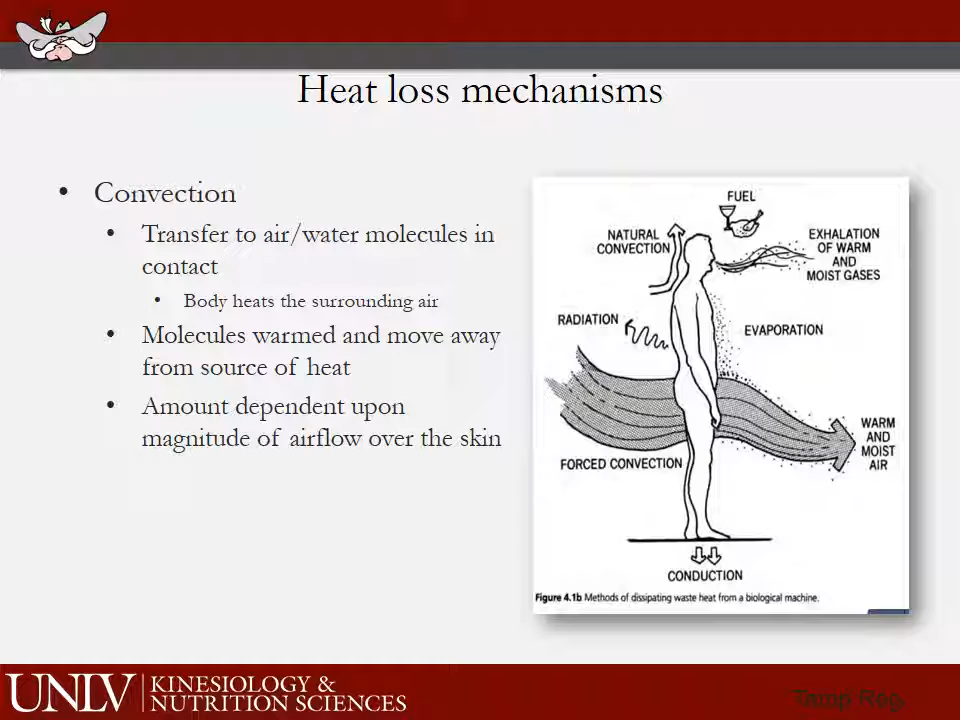 Heat loss mechanisms
• Convection
• Transfer to air/water molecules in
contact
• Body heats the surrounding air
• Molecules warmed and move away
from source of heat
• Amount dependent upon
magnitude of airflow over the skin
FUEL
NATURAL
CONVECTION
EXHALATION
OF WARM
AND
MOIST GASES
RADIATION
EVAPORATION
WARM
AND
MOIST
AIR
FORCED CONVECTION
CONDUCTION
Figure 4.1b Methods of dissipating waste heat from a biological machine.
UNLV
KINESIOLOGY &
NUTRITION SCIENCES
Temp Reg.